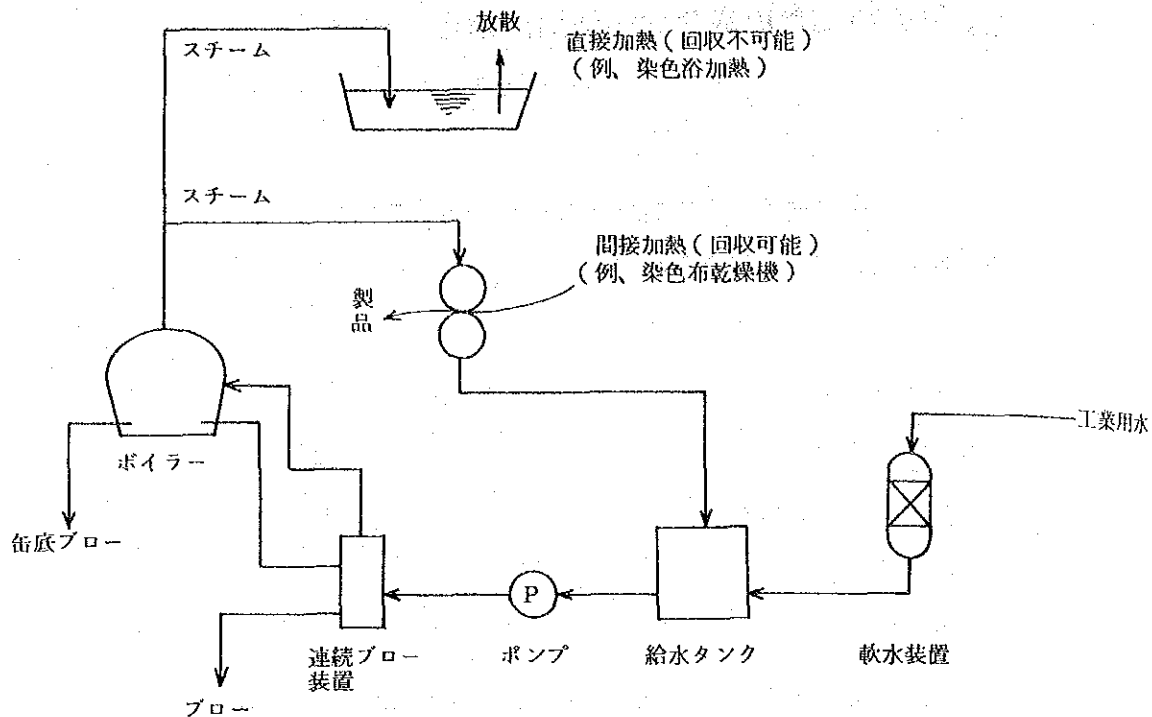 放散
スチーム
直接加熱(回収不可能)
(例、染色浴加熱)
スチーム
間接加熱(回収可能)
(例、染色布乾燥機)
製品
工業用水
ボイラー
缶底ブロー
P
連続ブロー
装置
ポンプ
給水タンク
軟水装置
ブロー